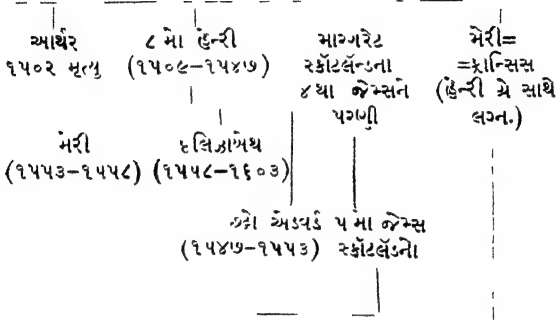 આર્થર ૮ મો હેન્રી માર્ગરેટ મેરી=
૧૫૦૨ મૃત્યુ (૧૫૦૯-૧૫૪૭) સ્કૉટલૅન્ડના =ફ્રાન્સિસ
૪થા જેમ્સને (હેન્રી ગ્રે સાથે
પરણી લગ્ન.)
મેરી ઇલિઝાબેથ
(૧૫૫૩-૧૫૫૮) (૧૫૫૮-૧૬૦૩)
છઠ્ઠો એડવર્ડ ૫ મા જેમ્સ
(૧૫૪૭-૧૫૫૩) સ્કૉટલૅંડનો